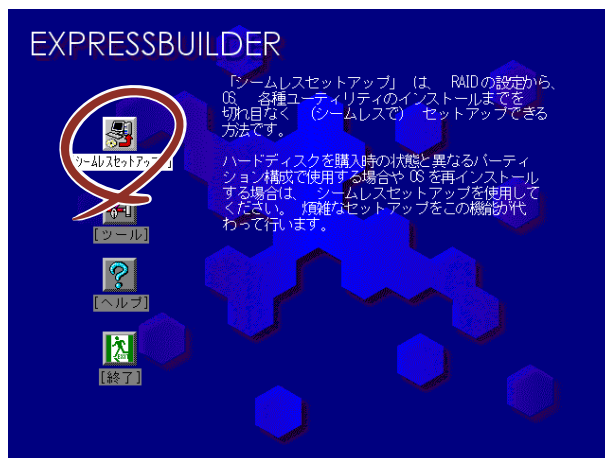 EXPRESSBUILDER
「シームレスセットアップ」 は、 RAIDの設定から、
OS、 各種ユーティリティのインストールまでを
切れ目なく (シームレスで) セットアップできる
方法です。
ハードディスクを購入時の状態と異なるパーティ
ション構成で使用する場合や OSを再インストール
する場合は、 シームレスセットアップを使用して
ください。 煩雑なセットアップをこの機能が代
わって行います。
シームレスセットアップ
[ツール]
[ヘルプ]
EXIT
[終了]